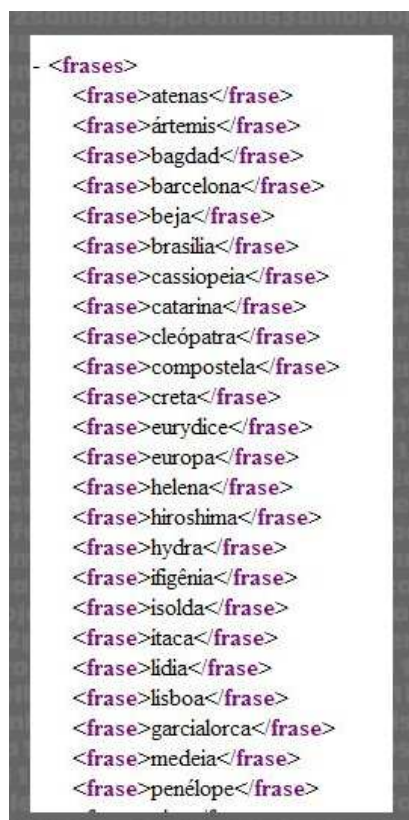 - <frases>
<frase>atenas</frase>
<frase>ártemis</frase>
<frase>bagdad</frase>
<frase>barcelona</frase>
<frase>beja</frase>
<frase>brasilia</frase>
<frase>cassiopeia</frase>
<frase>catarina</frase>
<frase>cleópatra</frase>
<frase>compostela</frase>
<frase>creta</frase>
<frase>eurydice</frase>
<frase>europa</frase>
<frase>helena</frase>
<frase>hiroshima</frase>
<frase>hydra</frase>
<frase>ifigênia</frase>
<frase>isolda</frase>
<frase>itaca</frase>
<frase>lidia</frase>
<frase>lisboa</frase>
<frase>garcialorca</frase>
<frase>medeia</frase>
<frase>penélope</frase>